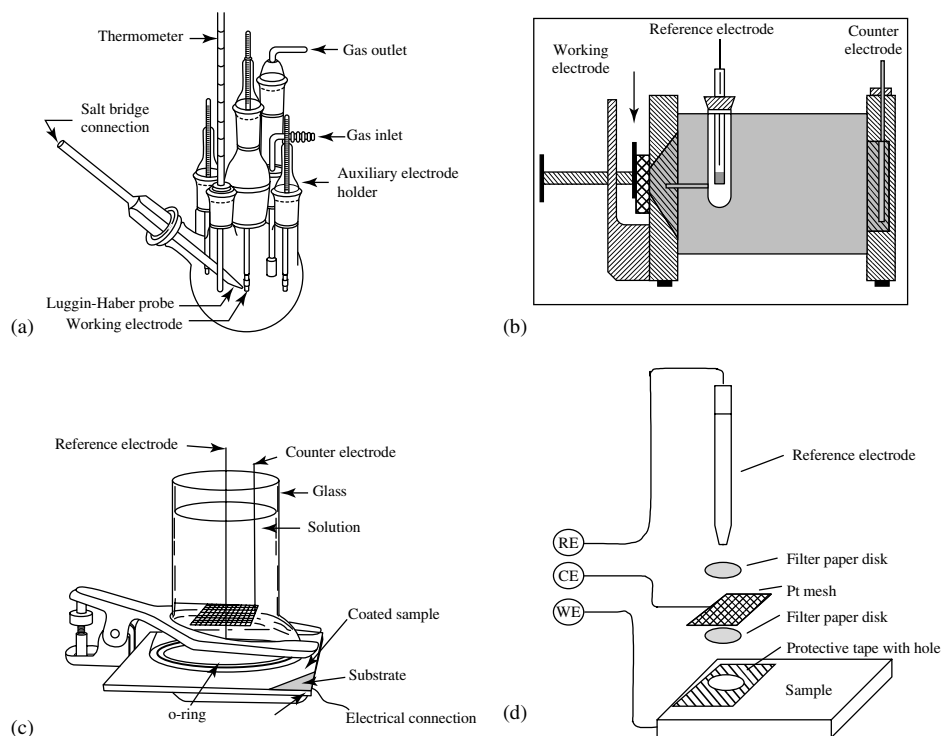 Thermometer
Gas outlet
Salt bridge
connection
Gas inlet
Auxiliary electrode
holder
Luggin-Haber probe
Working electrode
(a)
Reference electrode
Counter
electrode
Working
electrode
(b)
Reference electrode
Counter electrode
Glass
Solution
Coated sample
Substrate
o-ring
Electrical connection
(c)
Reference electrode
RE
Filter paper disk
CE
Pt mesh
WE
Filter paper disk
Protective tape with hole
Sample
(d)